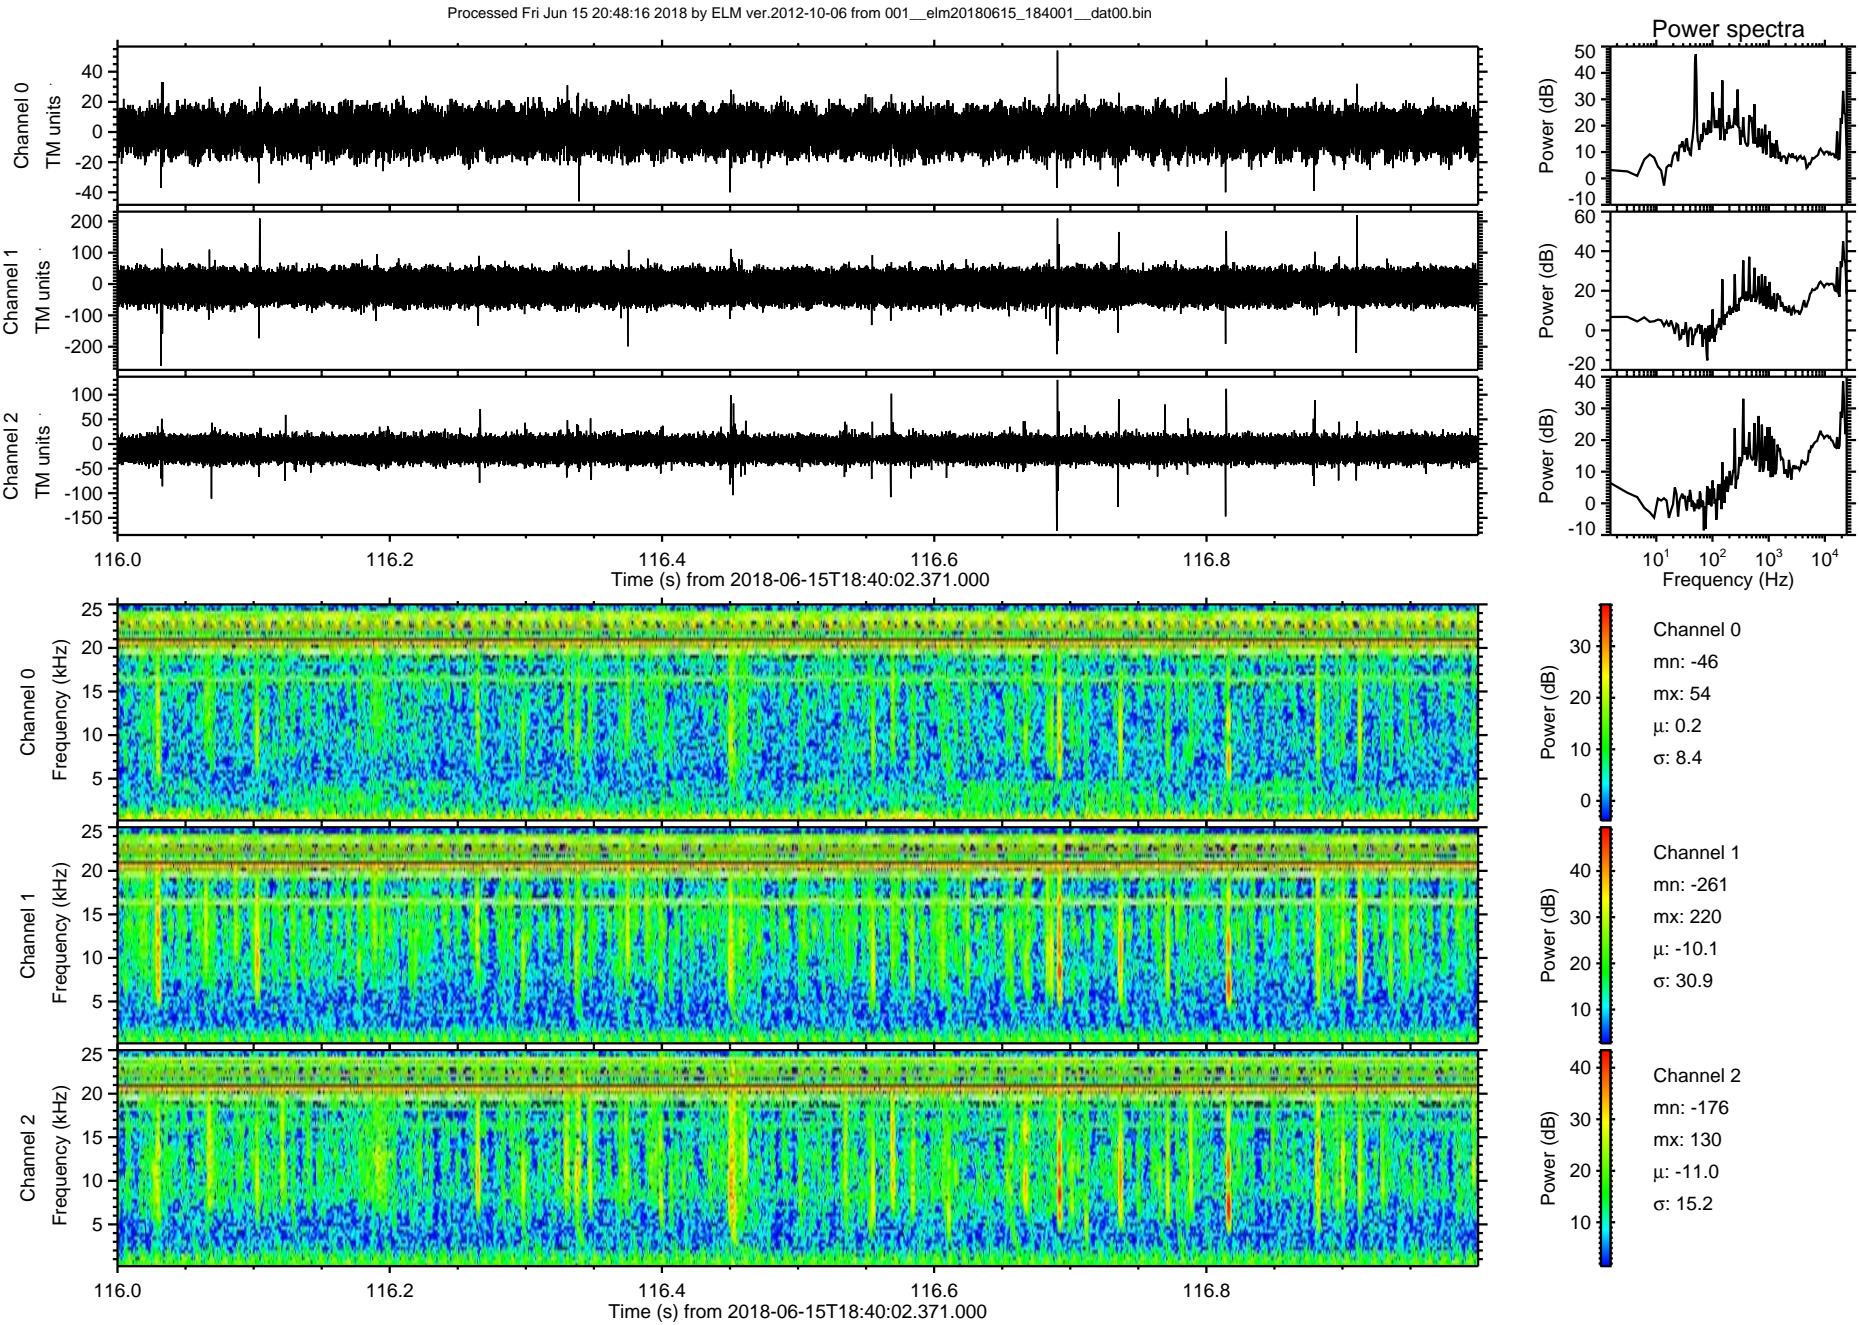 Processed Fri Jun 15 20:48:16 2018 by ELM ver.2012-10-06 from 001__elm20180615_184001__dat00.bin
Power spectra
Channel 0
TM units
40
20
0
-20
-40
Power (dB)
50
40
30
20
10
0
-10
Channel 1
TM units
200
100
0
-100
-200
Power (dB)
60
40
20
0
-20
Channel 2
TM units
100
50
0
-50
-100
-150
Power (dB)
40
30
20
10
0
-10
116.0 116.2 116.4 116.6 116.8
Time (s) from 2018-06-15T18:40:02.371.000
10^1 10^2 10^3 10^4
Frequency (Hz)
Channel 0
Frequency (kHz)
25
20
15
10
5
Power (dB)
30
20
10
0
Channel 0
mn: -46
mx: 54
μ: 0.2
σ: 8.4
Channel 1
Frequency (kHz)
25
20
15
10
5
Power (dB)
40
30
20
10
Channel 1
mn: -261
mx: 220
μ: -10.1
σ: 30.9
Channel 2
Frequency (kHz)
25
20
15
10
5
Power (dB)
40
30
20
10
Channel 2
mn: -176
mx: 130
μ: -11.0
σ: 15.2
116.0 116.2 116.4 116.6 116.8
Time (s) from 2018-06-15T18:40:02.371.000